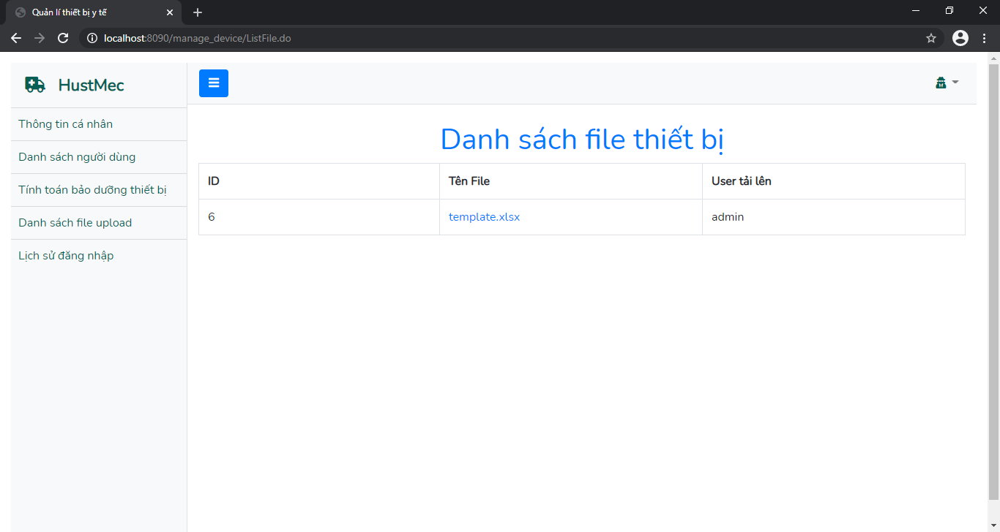 Quản lí thiết bị y tế
localhost:8090/manage_device/ListFile.do
HustMec
Thông tin cá nhân
Danh sách người dùng
Tính toán bảo dưỡng thiết bị
Danh sách file upload
Lịch sử đăng nhập
Danh sách file thiết bị
ID Tên File User tải lên
6 template.xlsx admin